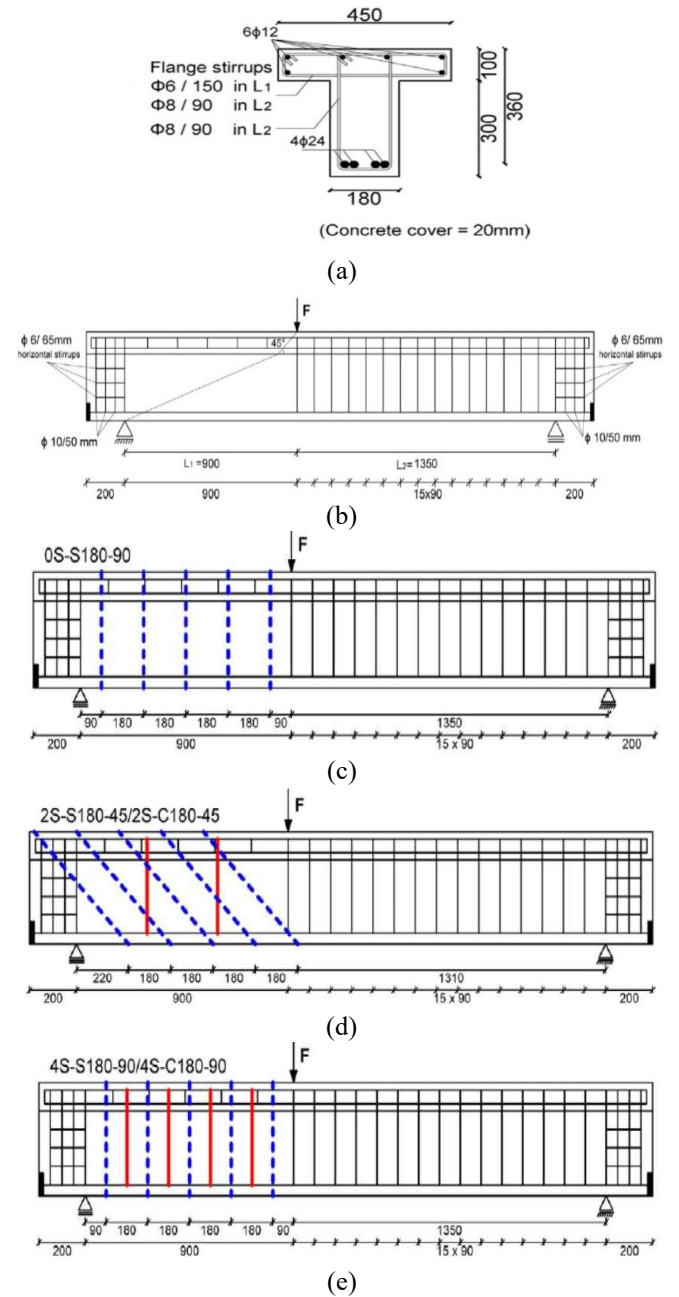 450
6ϕ12
Flange stirrups
Φ6 / 150 in L1
Φ8 / 90 in L2
Φ8 / 90 in L2
4ϕ24
100
300
360
180
(Concrete cover = 20mm)
(a)
F
ϕ 6/ 65mm
horizontal stirrups
45°
ϕ 6/ 65mm
horizontal stirrups
ϕ 10/50 mm
ϕ 10/50 mm
L1 =900
L2= 1350
200 900 15x90 200
(b)
0S-S180-90
F
90 180 180 180 180 90 1350
200 900 15 x 90 200
(c)
2S-S180-45/2S-C180-45
F
220 180 180 180 180 1310
200 900 15 x 90 200
(d)
4S-S180-90/4S-C180-90
F
90 180 180 180 180 90 1350
200 900 15 x 90 200
(e)